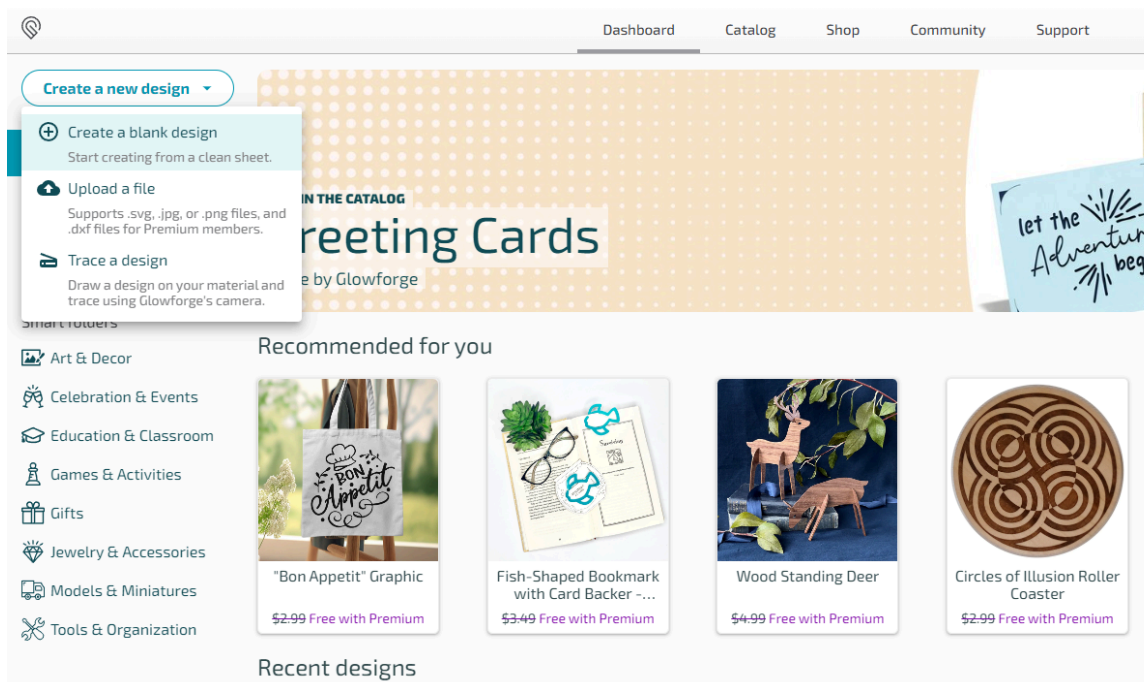 Dashboard
Catalog
Shop
Community
Support
Create a new design
Create a blank design
Start creating from a clean sheet.
Upload a file
Supports .svg, .jpg, or .png files, and
.dxf files for Premium members.
Trace a design
Draw a design on your material and
trace using Glowforge's camera.
Smart folders
Art & Decor
Celebration & Events
Education & Classroom
Games & Activities
Gifts
Jewelry & Accessories
Models & Miniatures
Tools & Organization
IN THE CATALOG
reeting Cards
e by Glowforge
let the
Adventur
beg
Recommended for you
BON
Appetit
"Bon Appetit" Graphic
$2.99 Free with Premium
Fish-Shaped Bookmark
with Card Backer -...
$3.49 Free with Premium
Wood Standing Deer
$4.99 Free with Premium
Circles of Illusion Roller
Coaster
$2.99 Free with Premium
Recent designs